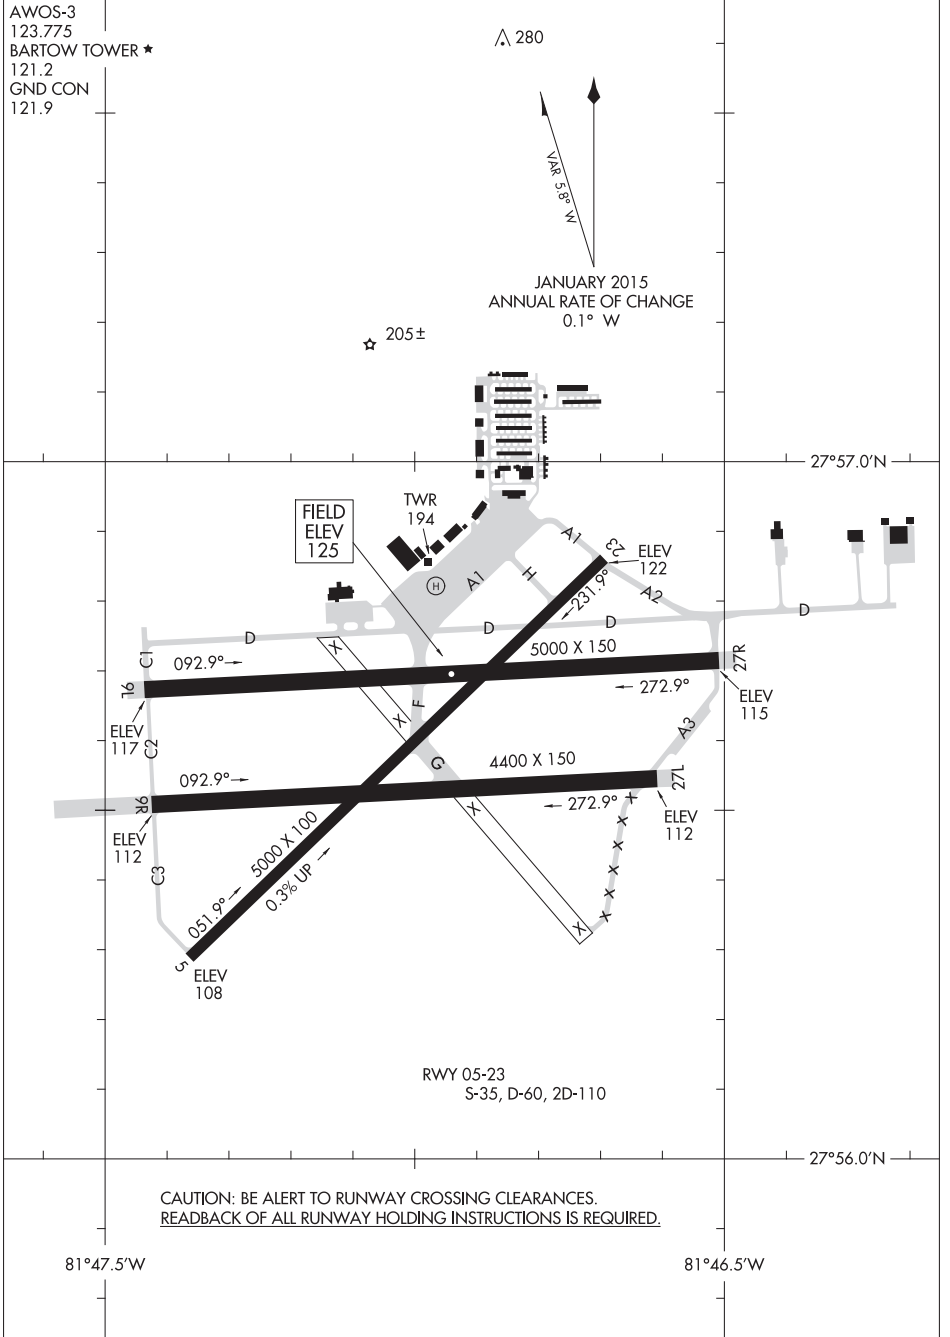 AWOS-3
123.775
BARTOW TOWER ★
121.2
GND CON
121.9
280
VAR 5.8° W
JANUARY 2015
ANNUAL RATE OF CHANGE
0.1° W
205±
27°57.0'N
FIELD
ELEV
125
TWR
194
A1
23
ELEV
122
H
A1
H
231.9°
A2
D
D
D
D
X
5000 X 150
C1
092.9°
27R
9L
272.9°
ELEV
115
ELEV
117
F
X
A3
C2
G
4400 X 150
092.9°
27L
9R
272.9°
X
X
ELEV
112
ELEV
112
X
5000 X 100
X
C3
0.3% UP
X
051.9°
X
X
X
5
ELEV
108
RWY 05-23
S-35, D-60, 2D-110
27°56.0'N
CAUTION: BE ALERT TO RUNWAY CROSSING CLEARANCES.
READBACK OF ALL RUNWAY HOLDING INSTRUCTIONS IS REQUIRED.
81°47.5'W
81°46.5'W